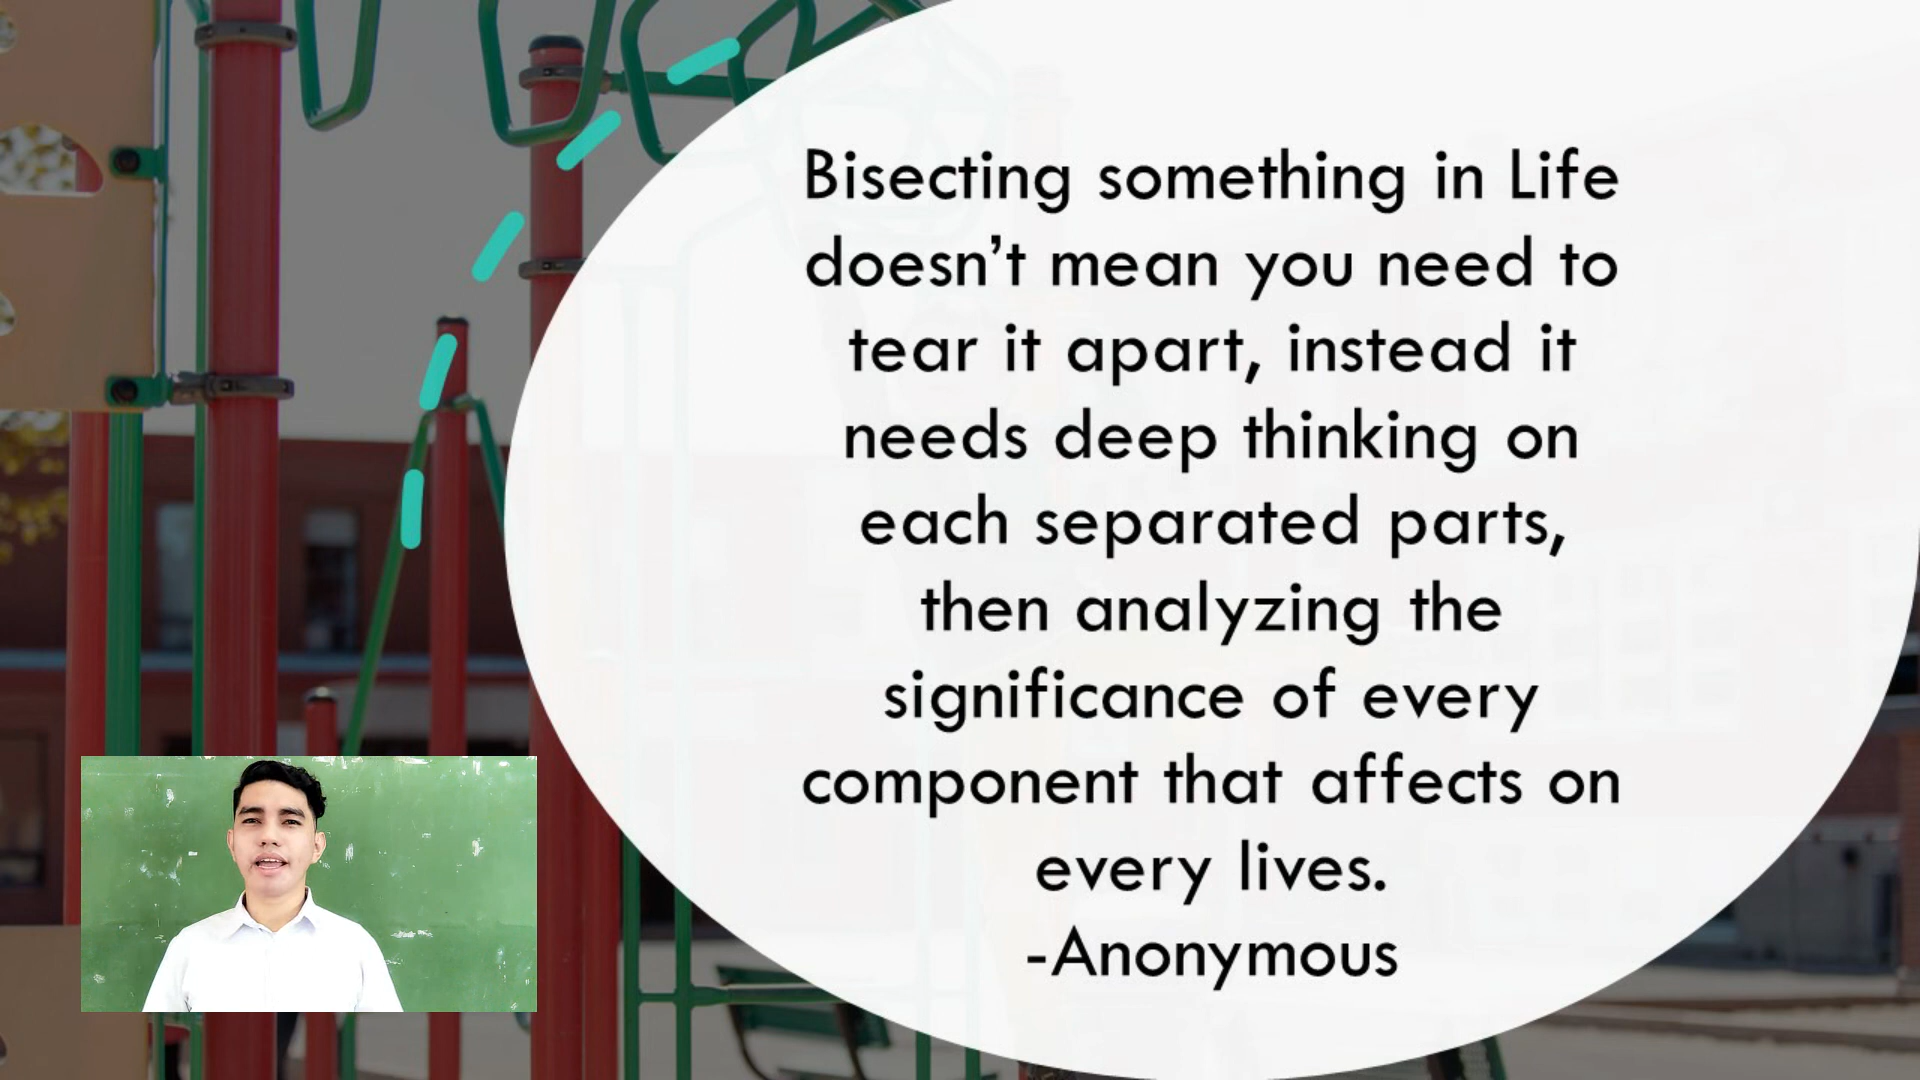 Bisecting something in Life
doesn’t mean you need to
tear it apart, instead it
needs deep thinking on
each separated parts,
then analyzing the
significance of every
component that affects on
every lives.
-Anonymous